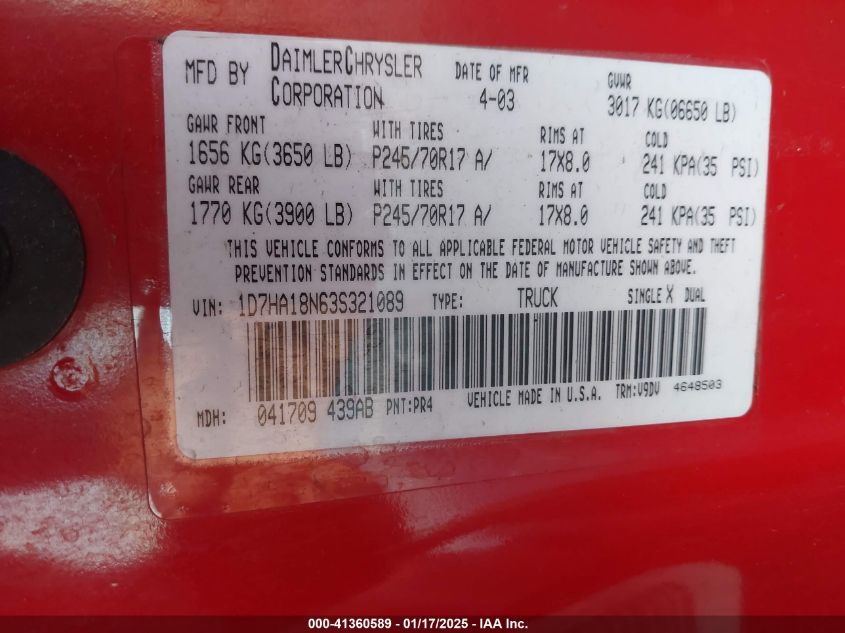 MFD BY DAIMLERCHRYSLER CORPORATION DATE OF MFR 4-03 GVWR 3017 KG(06650 LB)
GAWR FRONT WITH TIRES RIMS AT COLD
1656 KG(3650 LB) P245/70R17 A/ 17X8.0 241 KPA(35 PSI)
GAWR REAR WITH TIRES RIMS AT COLD
1770 KG(3900 LB) P245/70R17 A/ 17X8.0 241 KPA(35 PSI)
THIS VEHICLE CONFORMS TO ALL APPLICABLE FEDERAL MOTOR VEHICLE SAFETY AND THEFT
PREVENTION STANDARDS IN EFFECT ON THE DATE OF MANUFACTURE SHOWN ABOVE.
VIN: 1D7HA18N63S321089 TYPE: TRUCK SINGLE X DUAL
MDH: 041709 439AB PNT:PR4 VEHICLE MADE IN U.S.A. TRM:V9DV 4648503
000-41360589 - 01/17/2025 - IAA Inc.